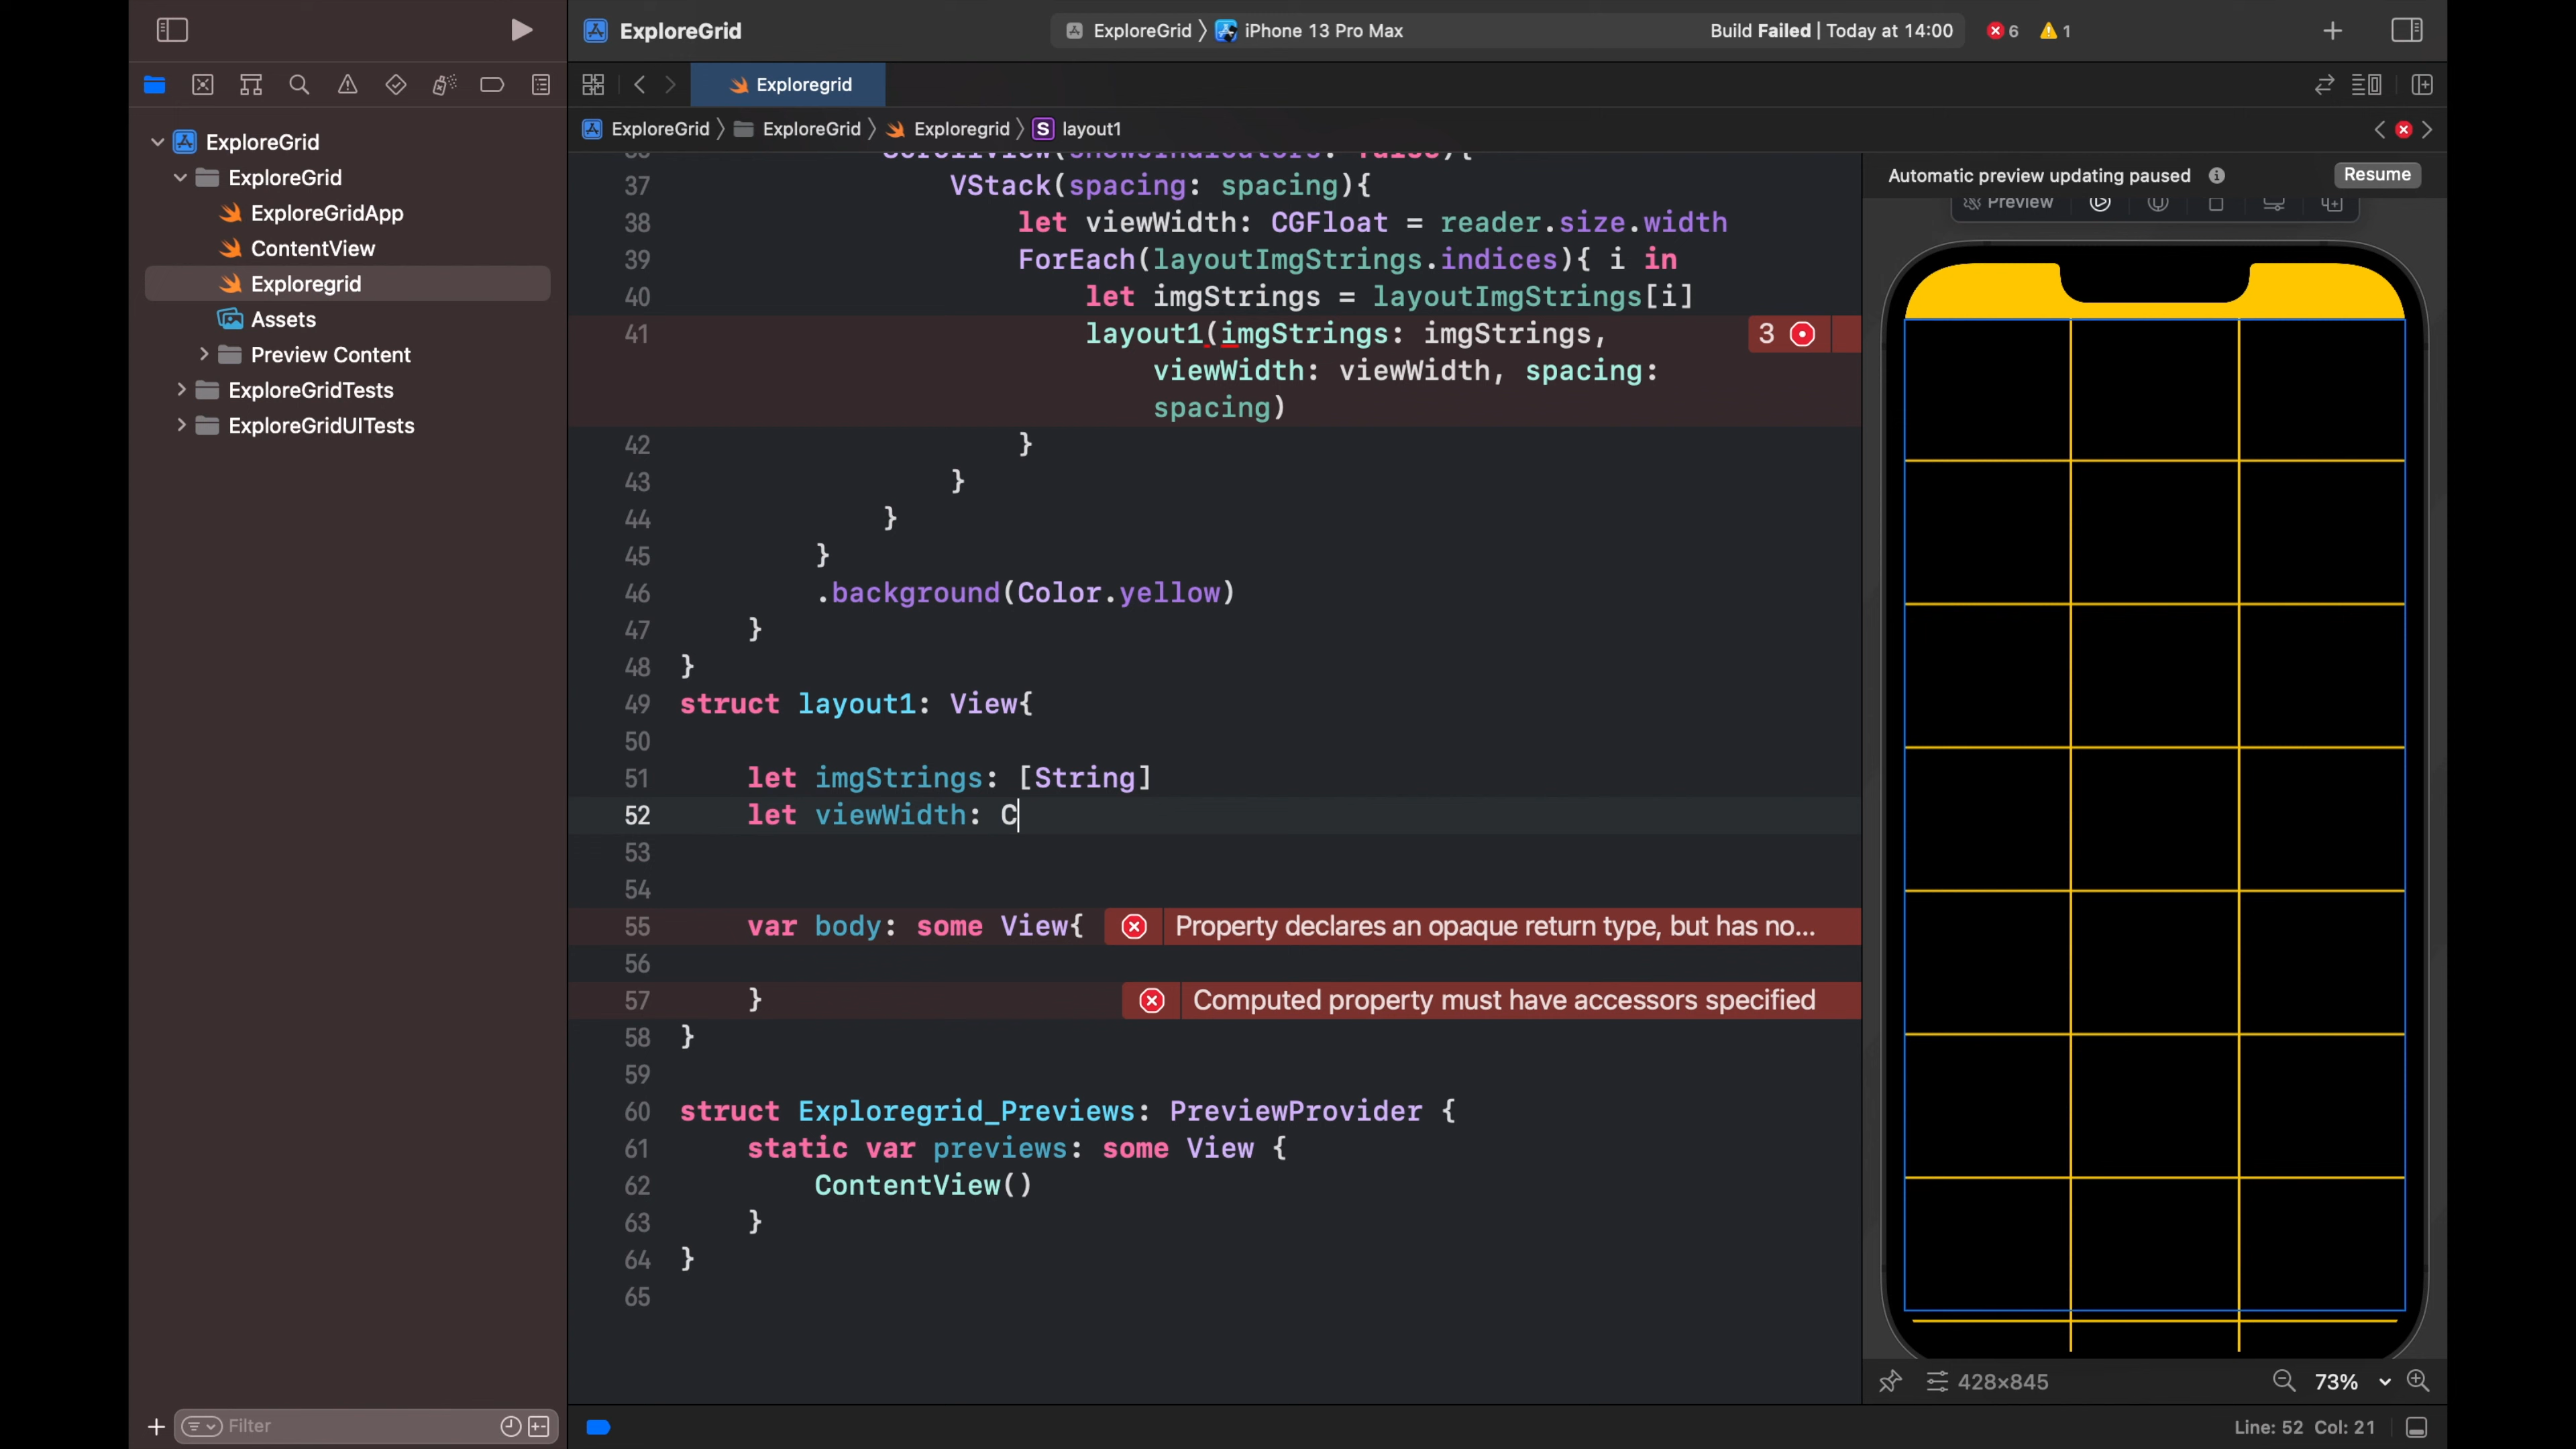 ExploreGrid
ExploreGrid 〉 iPhone 13 Pro Max
Build Failed | Today at 14:00
6
1
Exploregrid
ExploreGrid 〉 ExploreGrid 〉 Exploregrid 〉 S layout1
ExploreGrid
ExploreGrid
ExploreGridApp
ContentView
Exploregrid
Assets
Preview Content
ExploreGridTests
ExploreGridUITests
Filter
37 VStack(spacing: spacing){
38 let viewWidth: CGFloat = reader.size.width
39 ForEach(layoutImgStrings.indices){ i in
40 let imgStrings = layoutImgStrings[i]
41 layout1(imgStrings: imgStrings, 3
viewWidth: viewWidth, spacing:
spacing)
42 }
43 }
44 }
45 }
46 .background(Color.yellow)
47 }
48 }
49 struct layout1: View{
50
51 let imgStrings: [String]
52 let viewWidth: C
53
54
55 var body: some View{ Property declares an opaque return type, but has no...
56
57 } Computed property must have accessors specified
58 }
59
60 struct Exploregrid_Previews: PreviewProvider {
61 static var previews: some View {
62 ContentView()
63 }
64 }
65
Automatic preview updating paused
Resume
Preview
428×845
73%
Line: 52 Col: 21